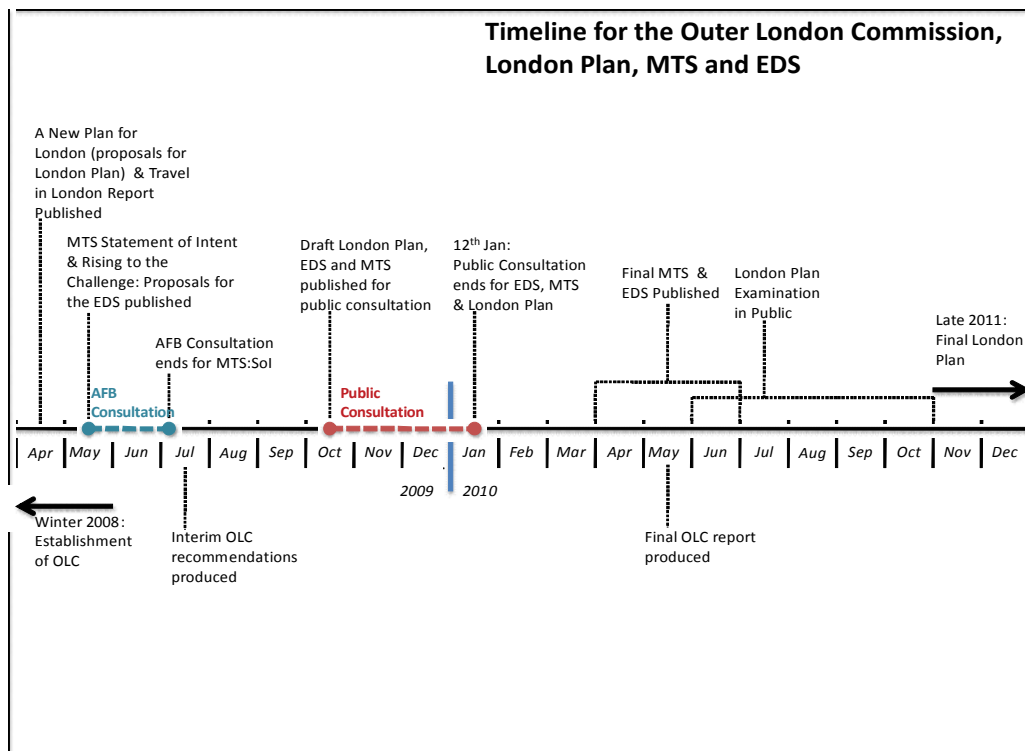 Timeline for the Outer London Commission,
London Plan, MTS and EDS
A New Plan for
London (proposals for
London Plan) & Travel
in London Report
Published
MTS Statement of Intent
& Rising to the
Challenge: Proposals for
the EDS published
AFB Consultation
ends for MTS:SoI
Draft London Plan,
EDS and MTS
published for
public consultation
12th Jan:
Public Consultation
ends for EDS, MTS
& London Plan
Final MTS &
EDS Published
London Plan
Examination
in Public
Late 2011:
Final London
Plan
AFB
Consultation
Public
Consultation
Apr May Jun Jul Aug Sep Oct Nov Dec Jan Feb Mar Apr May Jun Jul Aug Sep Oct Nov Dec
2009 2010
Winter 2008:
Establishment
of OLC
Interim OLC
recommendations
produced
Final OLC report
produced